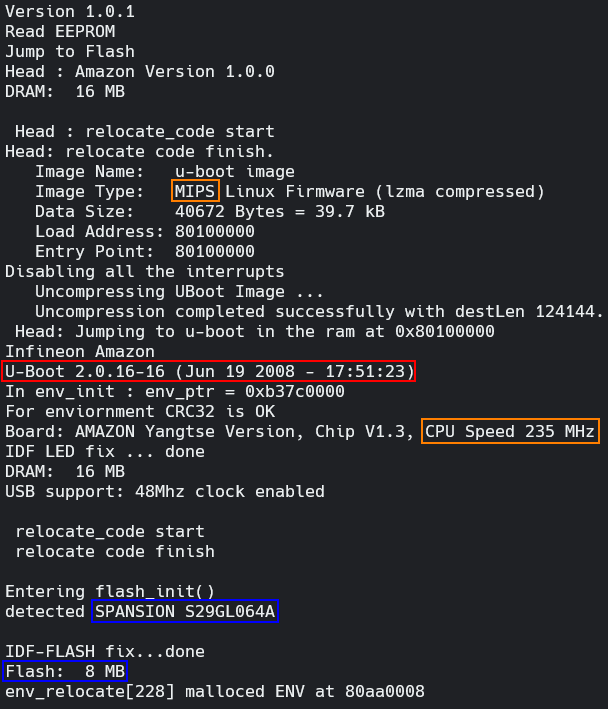 Version 1.0.1
Read EEPROM
Jump to Flash
Head : Amazon Version 1.0.0
DRAM:  16 MB
 Head : relocate_code start
Head: relocate code finish.
   Image Name:   u-boot image
   Image Type:   MIPS Linux Firmware (lzma compressed)
   Data Size:    40672 Bytes = 39.7 kB
   Load Address: 80100000
   Entry Point:  80100000
Disabling all the interrupts
   Uncompressing UBoot Image ...
   Uncompression completed successfully with destLen 124144.
 Head: Jumping to u-boot in the ram at 0x80100000
Infineon Amazon
U-Boot 2.0.16-16 (Jun 19 2008 - 17:51:23)
In env_init : env_ptr = 0xb37c0000
For enviornment CRC32 is OK
Board: AMAZON Yangtse Version, Chip V1.3, CPU Speed 235 MHz
IDF LED fix ... done
DRAM:  16 MB
USB support: 48Mhz clock enabled
 relocate_code start
 relocate code finish
Entering flash_init()
detected SPANSION S29GL064A
IDF-FLASH fix...done
Flash:  8 MB
env_relocate[228] malloced ENV at 80aa0008